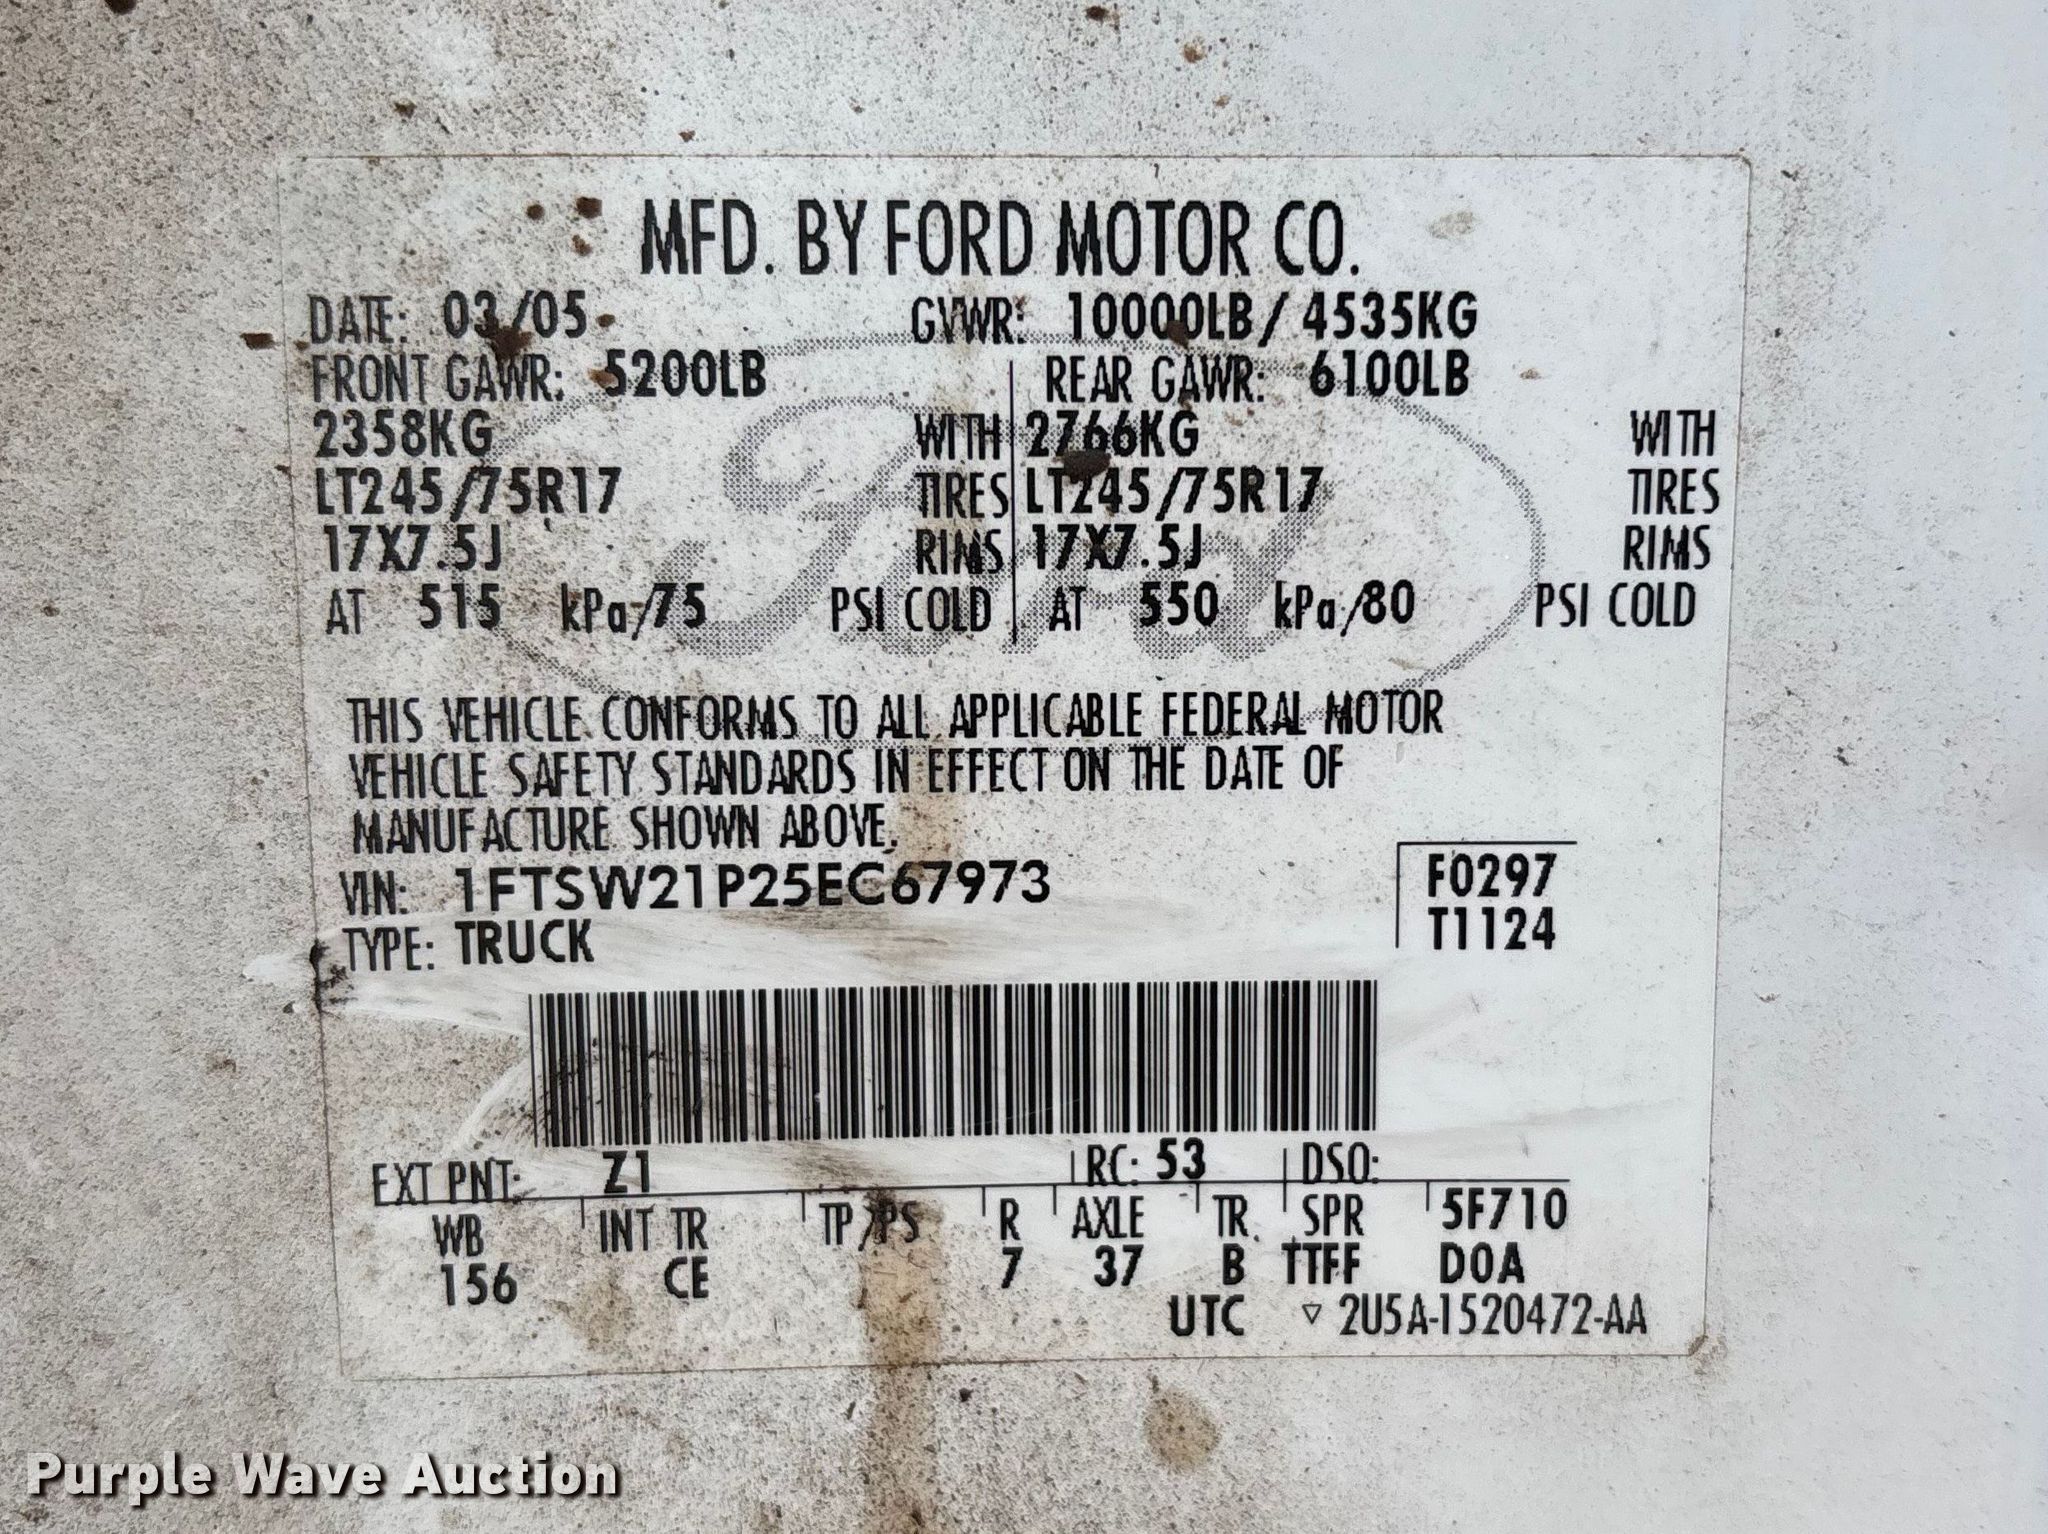 MFD. BY FORD MOTOR CO.
DATE: 03/05 GVWR: 10000LB / 4535KG
FRONT GAWR: 5200LB REAR GAWR: 6100LB
2358KG WITH 2766KG WITH
LT245/75R17 TIRES LT245/75R17 TIRES
17X7.5J RIMS 17X7.5J RIMS
AT 515 kPa/75 PSI COLD AT 550 kPa/80 PSI COLD
THIS VEHICLE CONFORMS TO ALL APPLICABLE FEDERAL MOTOR
VEHICLE SAFETY STANDARDS IN EFFECT ON THE DATE OF
MANUFACTURE SHOWN ABOVE.
VIN: 1FTSW21P25EC67973 F0297
TYPE: TRUCK T1124
EXT PNT: Z1 RC: 53 DSO:
WB INT TR TP/PS R AXLE TR SPR 5F710
156 CE 7 37 B TTFF D0A
UTC ▽ 2U5A-1520472-AA
Ford
Purple Wave Auction